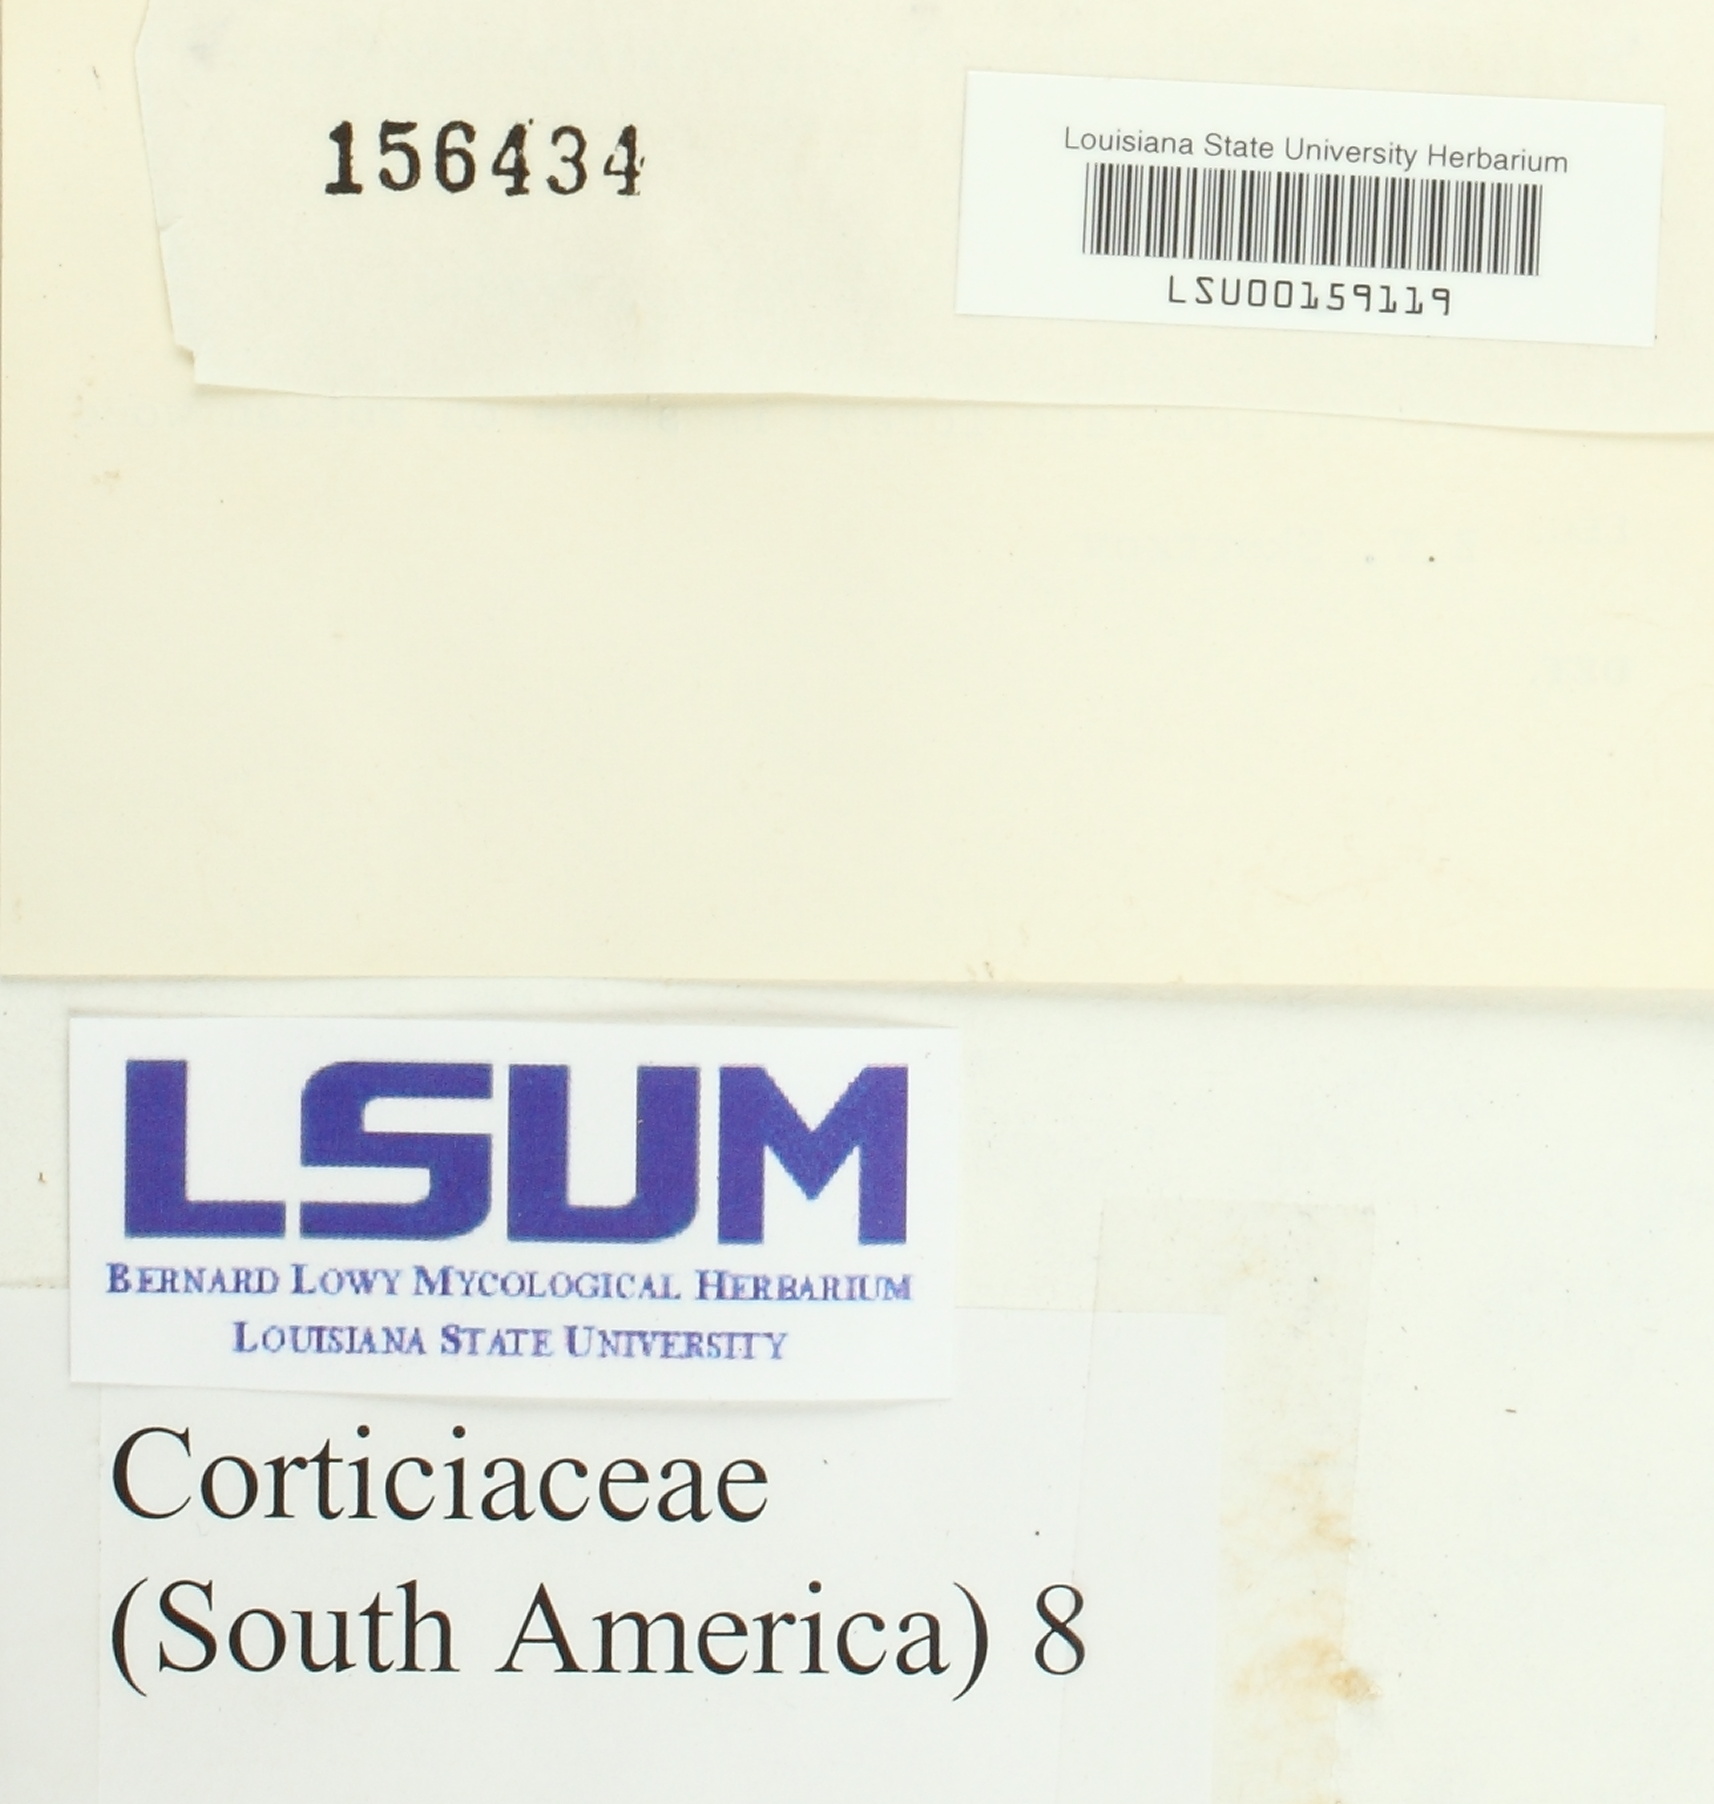 156434
Louisiana State University Herbarium
LSU00159119
LSUM
BERNARD LOWY MYCOLOGICAL HERBARIUM
LOUISIANA STATE UNIVERSITY
Corticiaceae
(South America) 8